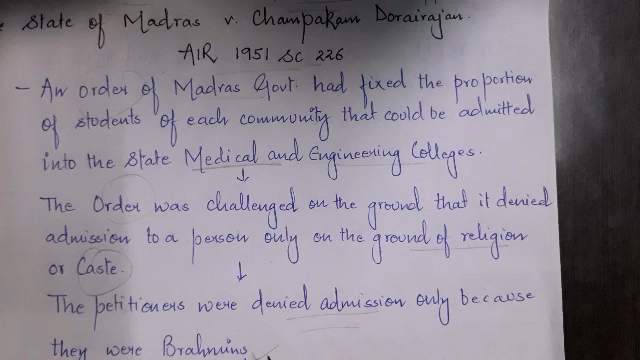 State of Madras v. Champakam Dorairajan.
AIR 1951 SC 226
- An order of Madras Govt. had fixed the proportion
of students of each community that could be admitted
into the State Medical and Engineering Colleges.
↓
The Order was challenged on the ground that it denied
admission to a person only on the ground of religion
or Caste.
↓
The petitioners were denied admission only because
they were Brahmins